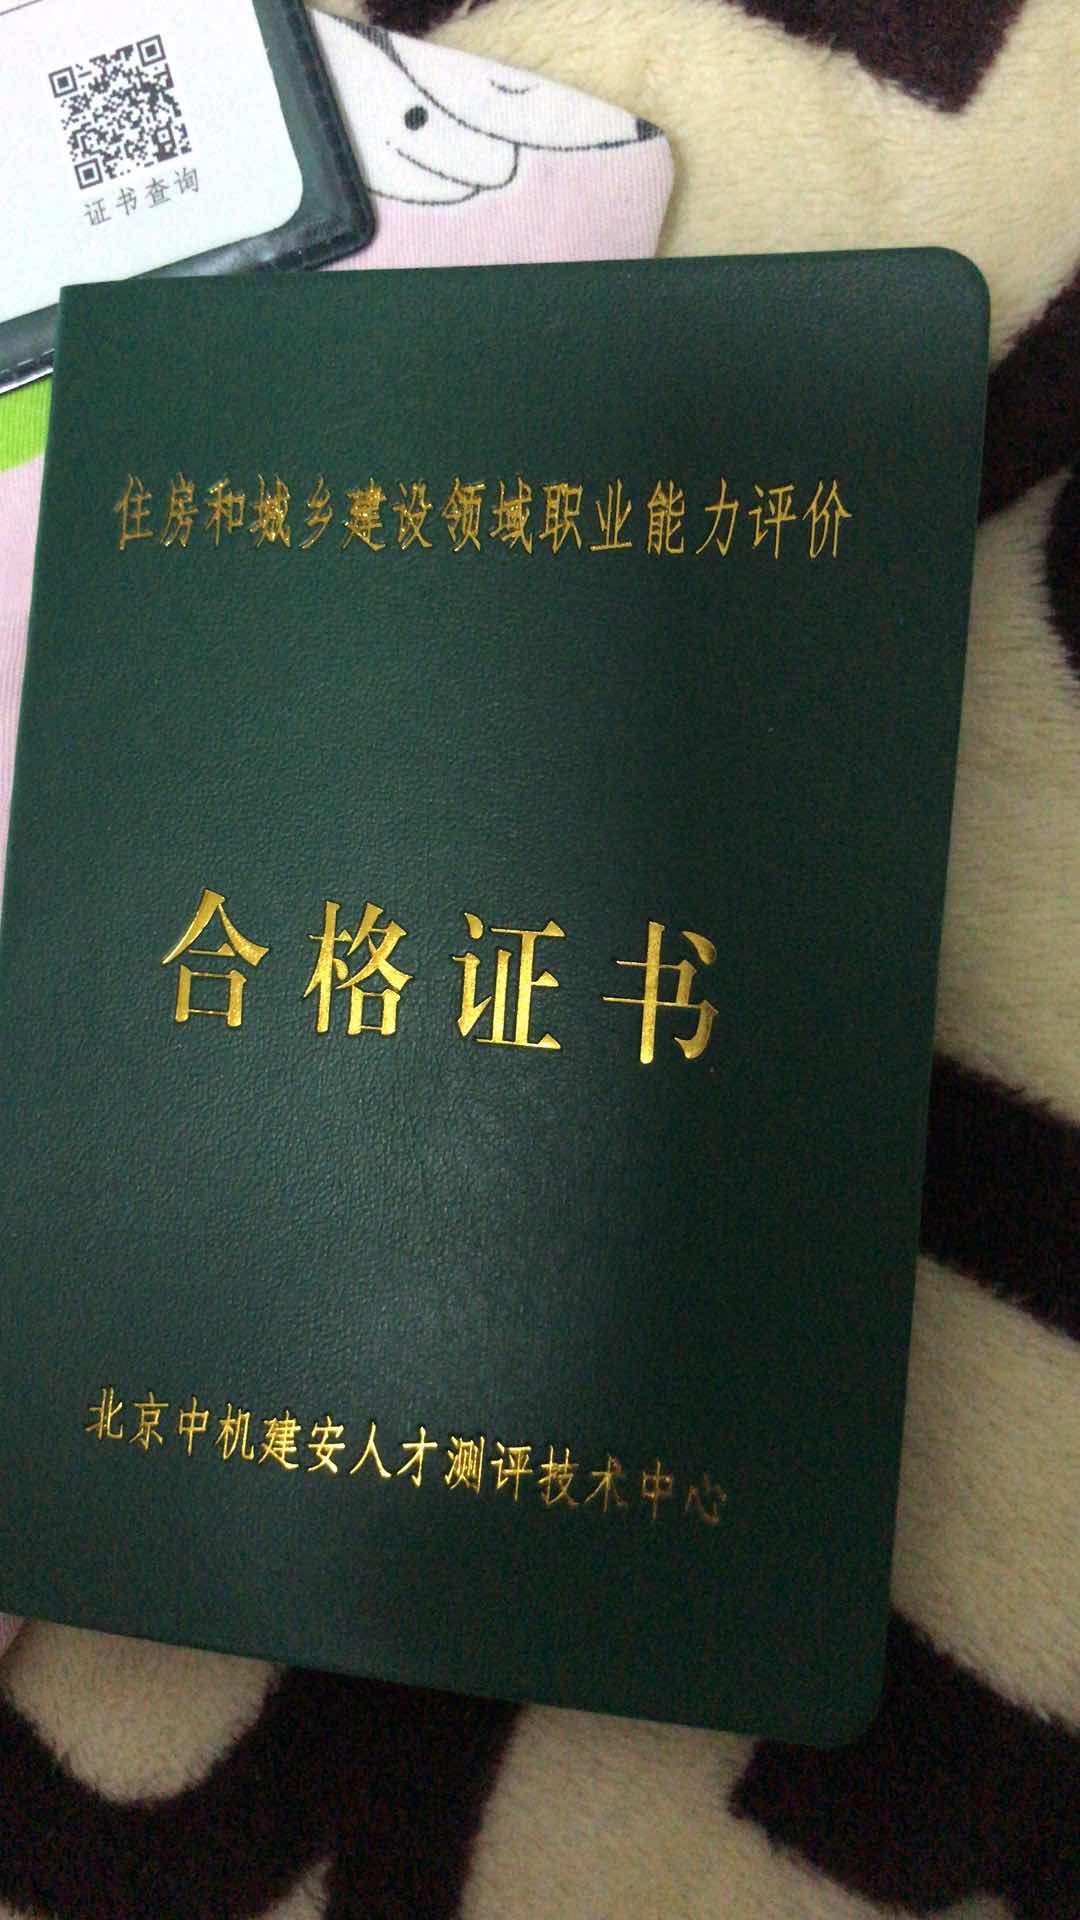 证书查询
住房和城乡建设领域职业能力评价
合格证书
北京中机建安人才测评技术中心